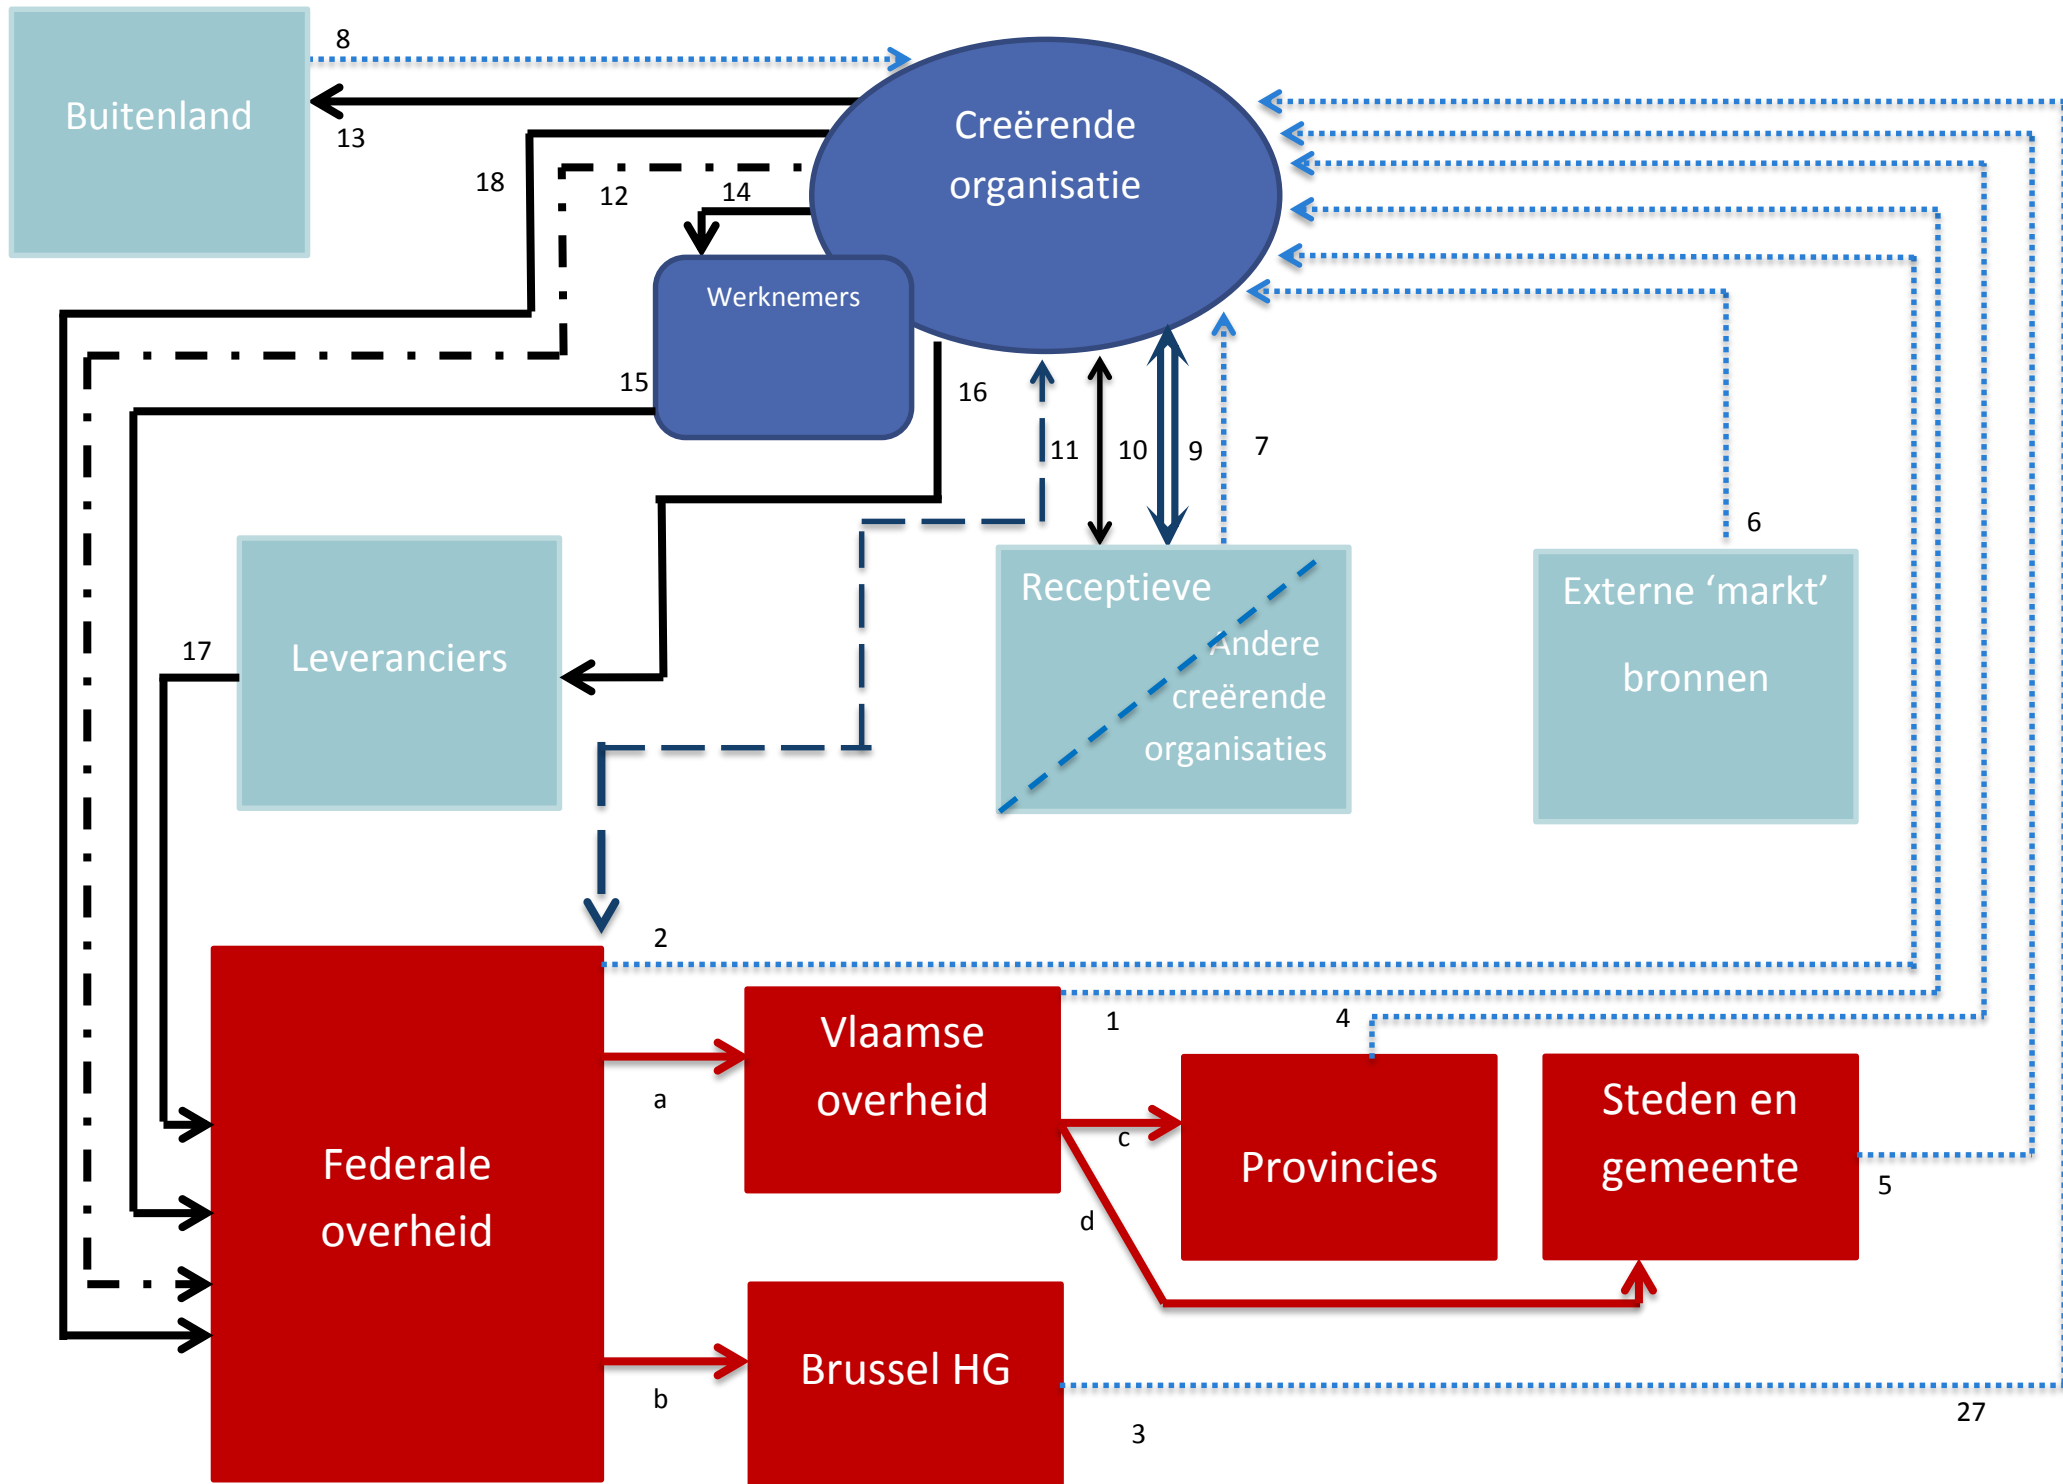 8
Buitenland
13
Creërende
organisatie
18
12
14
Werknemers
15
16
11
10
9
7
6
Leveranciers
17
Receptieve
Andere
creërende
organisaties
Externe ‘markt’
bronnen
2
Federale
overheid
a
Vlaamse
overheid
1
4
c
Provincies
d
Steden en
gemeente
5
b
Brussel HG
3
27